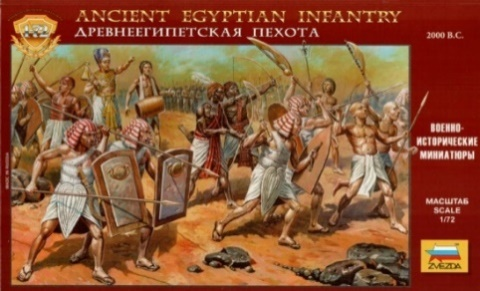 ANCIENT EGYPTIAN INFANTRY
ДРЕВНЕЕГИПЕТСКАЯ ПЕХОТА
2000 B.C.
ВОЕННО-
ИСТОРИЧЕСКИЕ
МИНИАТЮРЫ
МАСШТАБ
SCALE
1/72
ZVEZDA